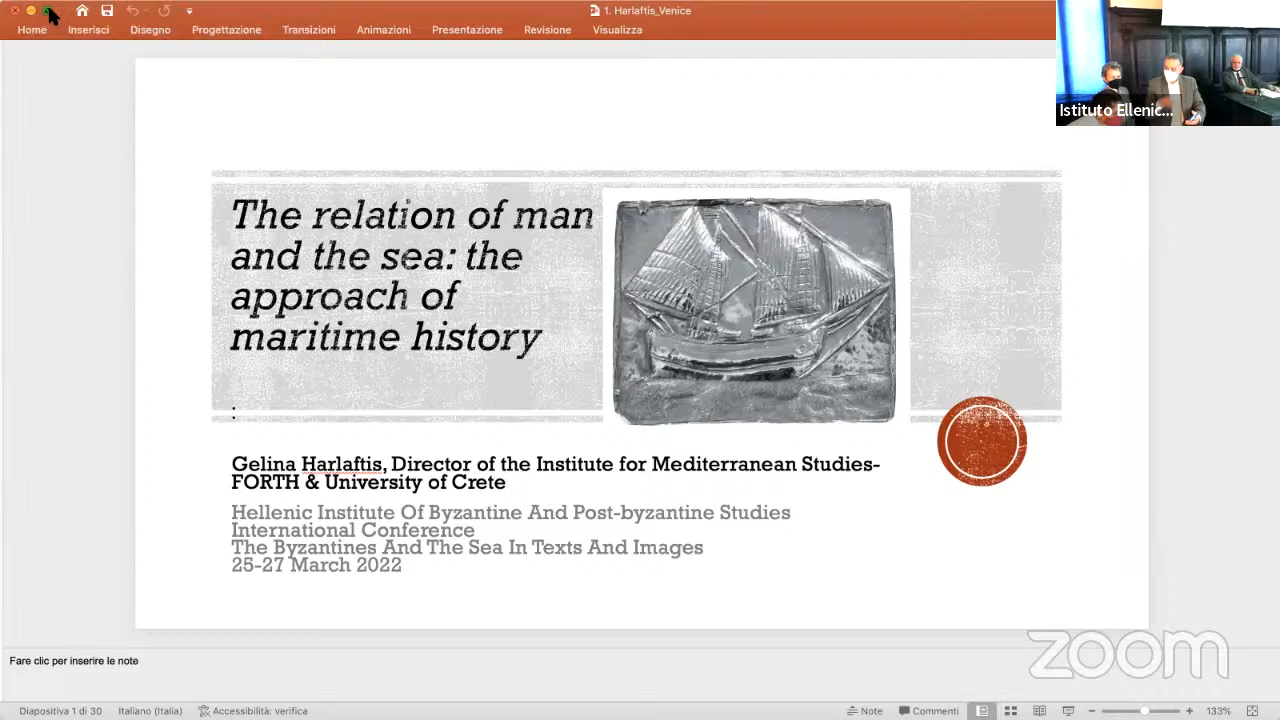 1. Harlaftis_Venice
Home Inserisci Disegno Progettazione Transizioni Animazioni Presentazione Revisione Visualizza
Istituto Ellenic...
The relation of man
and the sea: the
approach of
maritime history
:
Gelina Harlaftis, Director of the Institute for Mediterranean Studies-
FORTH & University of Crete
Hellenic Institute Of Byzantine And Post-byzantine Studies
International Conference
The Byzantines And The Sea In Texts And Images
25-27 March 2022
zoom
Fare clic per inserire le note
Diapositiva 1 di 30 Italiano (Italia) Accessibilità: verifica Note Commenti 133%